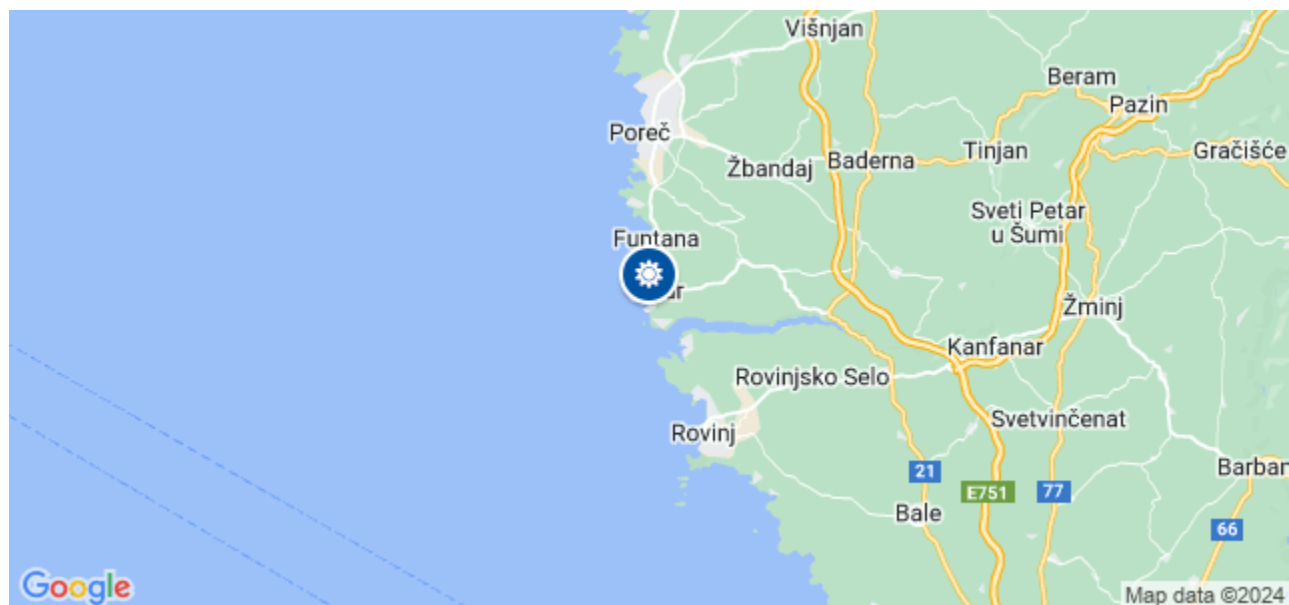 Višnjan
Beram
Pazin
Poreč
Žbandaj
Baderna
Tinjan
Gračišće
Sveti Petar
u Šumi
Funtana
Žminj
Kanfanar
Rovinjsko Selo
Rovinj
Svetvinčenat
Barban
21
E751
77
Bale
66
Google
Map data ©2024